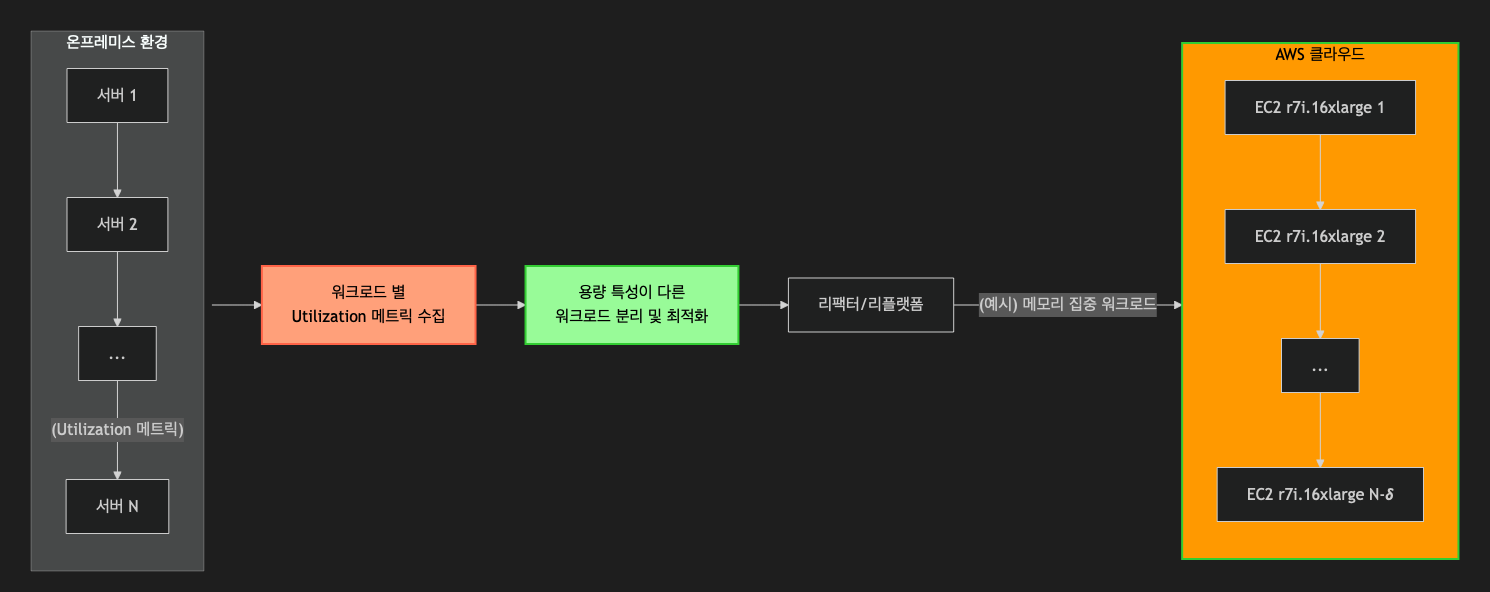 온프레미스 환경
서버 1
서버 2
...
(Utilization 메트릭)
서버 N
워크로드 별
Utilization 메트릭 수집
용량 특성이 다른
워크로드 분리 및 최적화
리팩터/리플랫폼
(예시) 메모리 집중 워크로드
AWS 클라우드
EC2 r7i.16xlarge 1
EC2 r7i.16xlarge 2
...
EC2 r7i.16xlarge N-δ